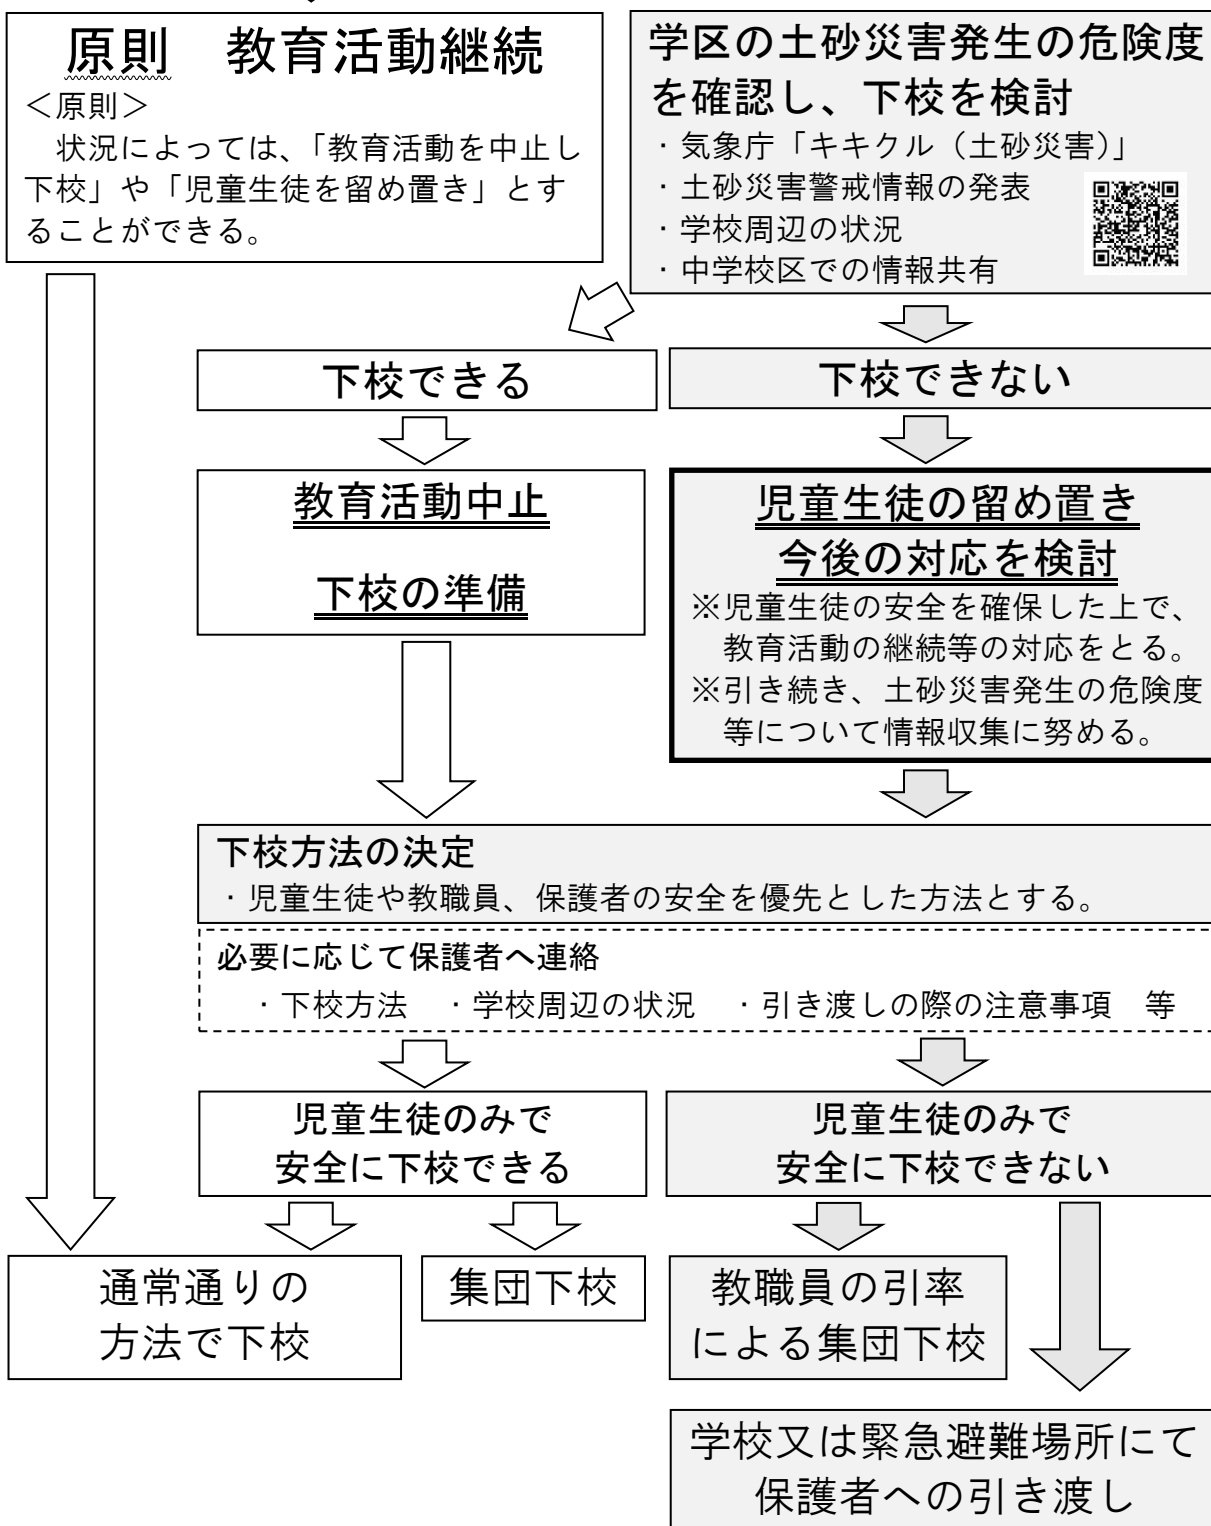 原則　教育活動継続
＜原則＞
　状況によっては、「教育活動を中止し
下校」や「児童生徒を留め置き」とす
ることができる。
学区の土砂災害発生の危険度
を確認し、下校を検討
・気象庁「キキクル（土砂災害）」
・土砂災害警戒情報の発表
・学校周辺の状況
・中学校区での情報共有
下校できる
下校できない
教育活動中止
下校の準備
児童生徒の留め置き
今後の対応を検討
※児童生徒の安全を確保した上で、
教育活動の継続等の対応をとる。
※引き続き、土砂災害発生の危険度
等について情報収集に努める。
下校方法の決定
・児童生徒や教職員、保護者の安全を優先とした方法とする。
必要に応じて保護者へ連絡
・下校方法　・学校周辺の状況　・引き渡しの際の注意事項　等
児童生徒のみで
安全に下校できる
児童生徒のみで
安全に下校できない
通常通りの
方法で下校
集団下校
教職員の引率
による集団下校
学校又は緊急避難場所にて
保護者への引き渡し